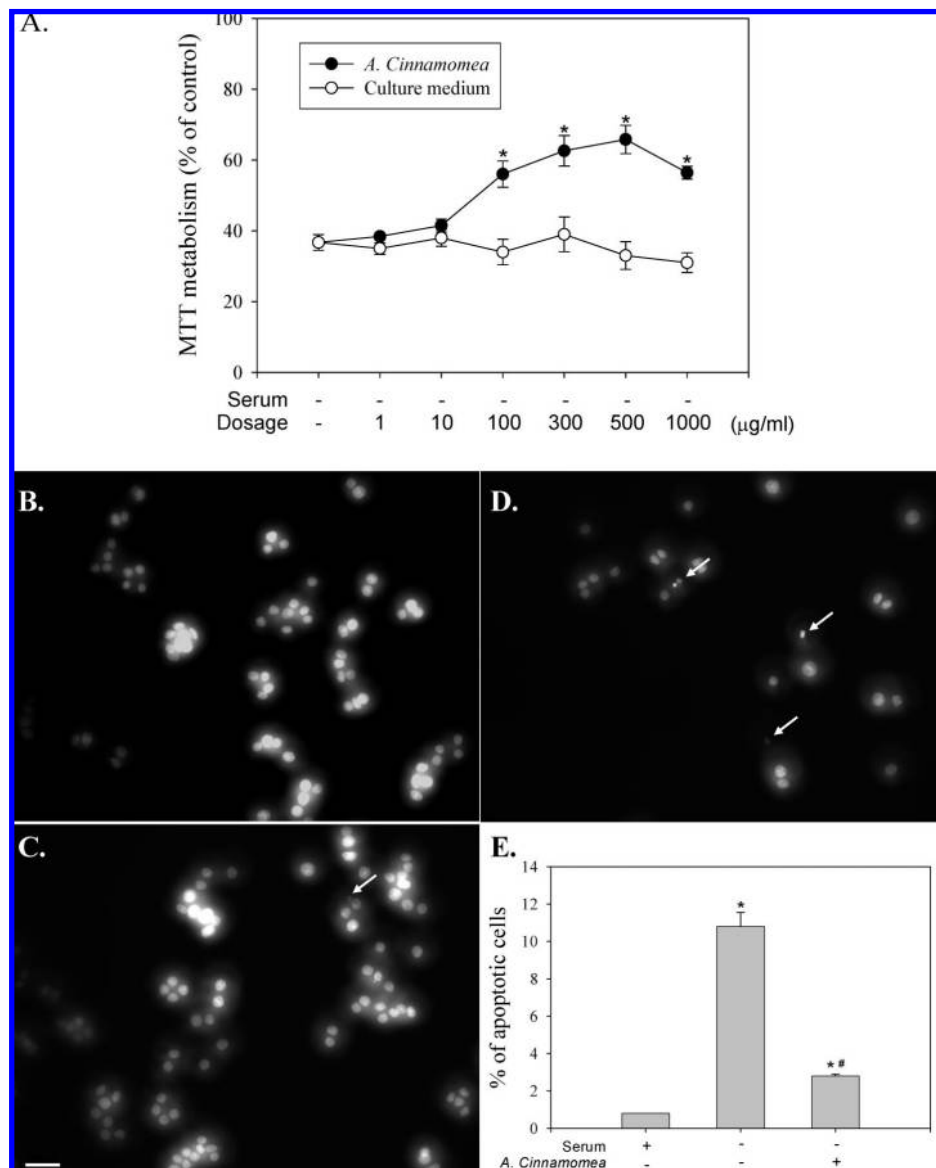 A.
100
80
60
40
20
0
MTT metabolism (% of control)
A. Cinnamomea
Culture medium
* * * *
Serum - - - - - - -
Dosage - 1 10 100 300 500 1000 (μg/ml)
B.
D.
C.
E.
14
12
10
8
6
4
2
0
% of apoptotic cells
*
* #
Serum + - -
A. Cinnamomea - - +